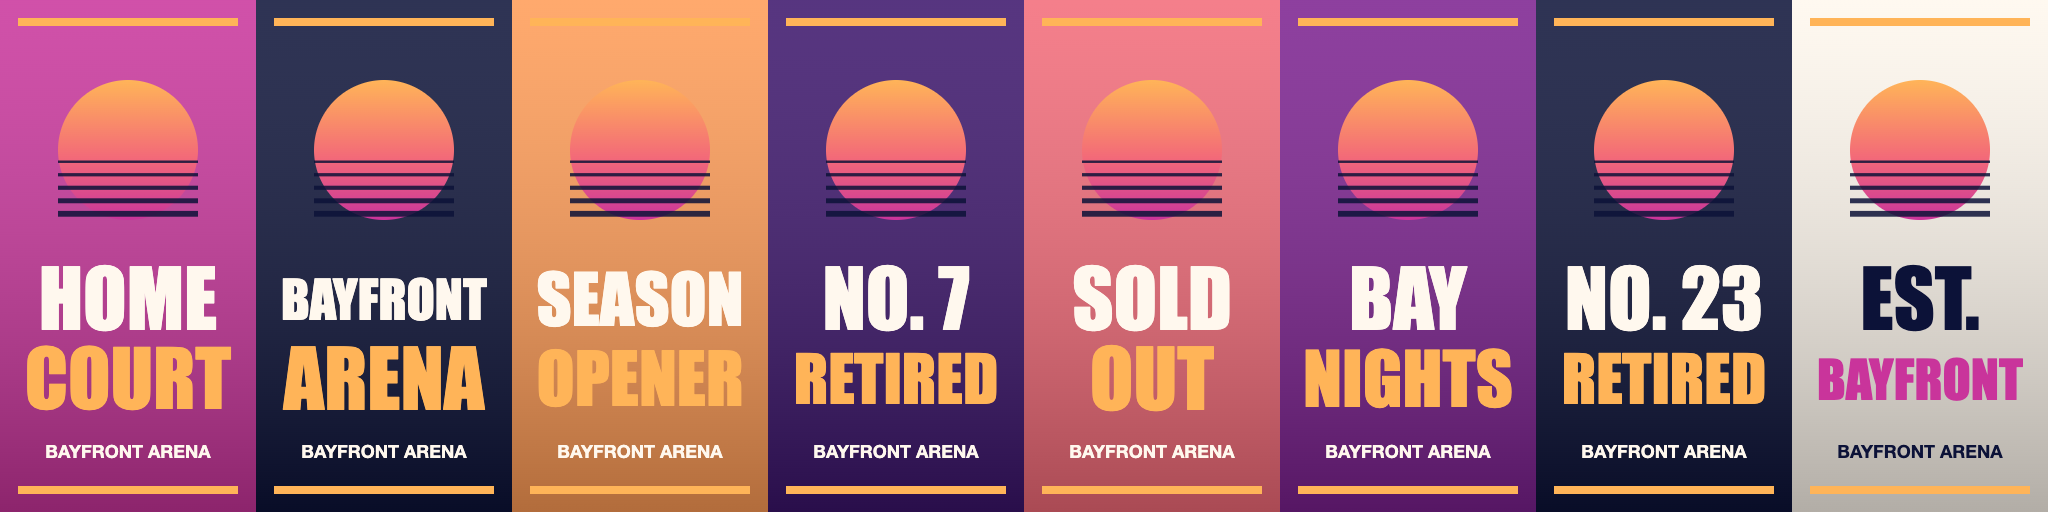 HOME
COURT
BAYFRONT ARENA
BAYFRONT
ARENA
BAYFRONT ARENA
SEASON
OPENER
BAYFRONT ARENA
NO. 7
RETIRED
BAYFRONT ARENA
SOLD
OUT
BAYFRONT ARENA
BAY
NIGHTS
BAYFRONT ARENA
NO. 23
RETIRED
BAYFRONT ARENA
EST.
BAYFRONT
BAYFRONT ARENA